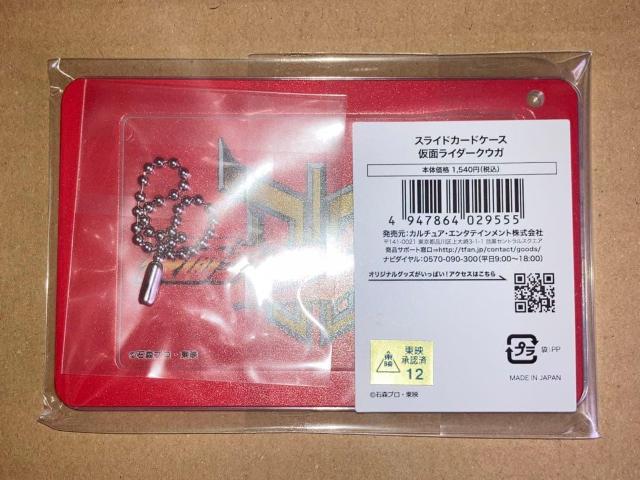 スライドカードケース
仮面ライダークウガ
本体価格 1,540円(税込)
4 947864 029555
発売元:カルチュア・エンタテインメント株式会社
〒141-0021 東京都品川区上大崎3-1-1 目黒セントラルスクエア
商品サポート窓口⇒http://tfan.jp/contact/goods/
ナビダイヤル:0570-090-300(平日9:00〜18:00)
オリジナルグッズがいっぱい!アクセスはこちら
プラ
袋:PP
東映
東映
承認済
12
MADE IN JAPAN
©石森プロ・東映
©石森プロ・東映